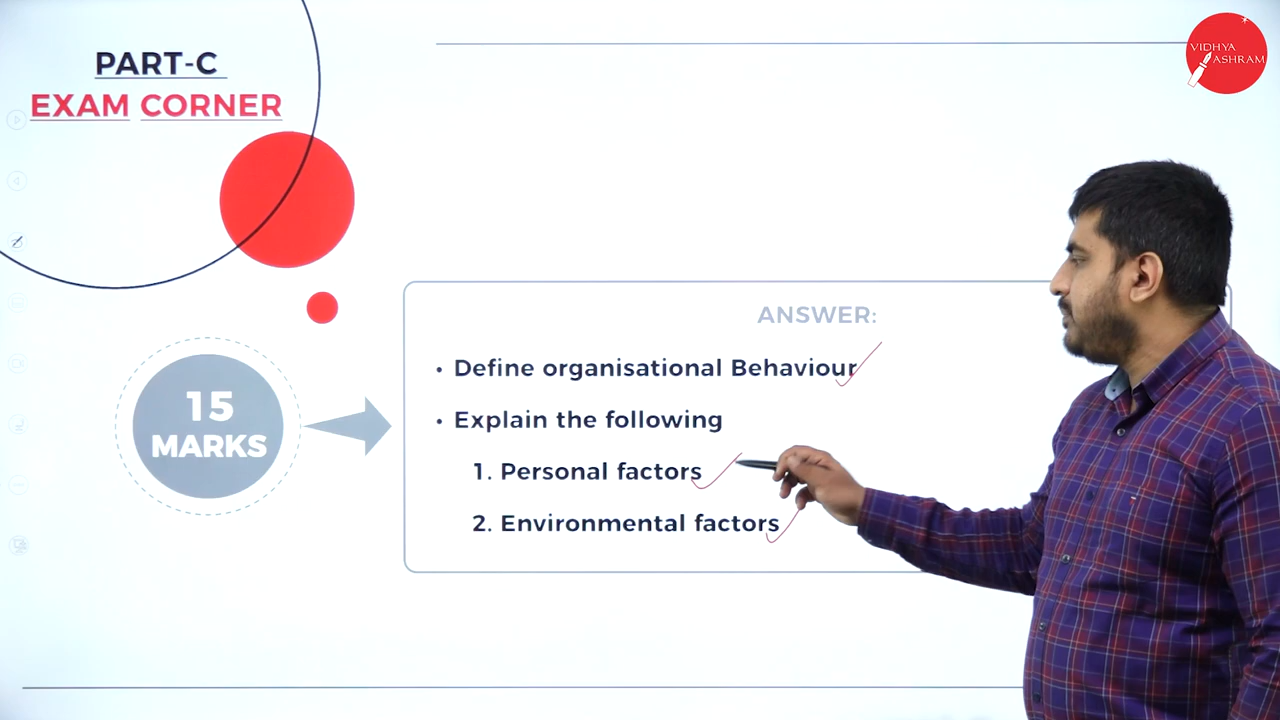 PART-C
EXAM CORNER
VIDHYA
ASHRAM
15
MARKS
ANSWER:
• Define organisational Behaviour
• Explain the following
1. Personal factors
2. Environmental factors